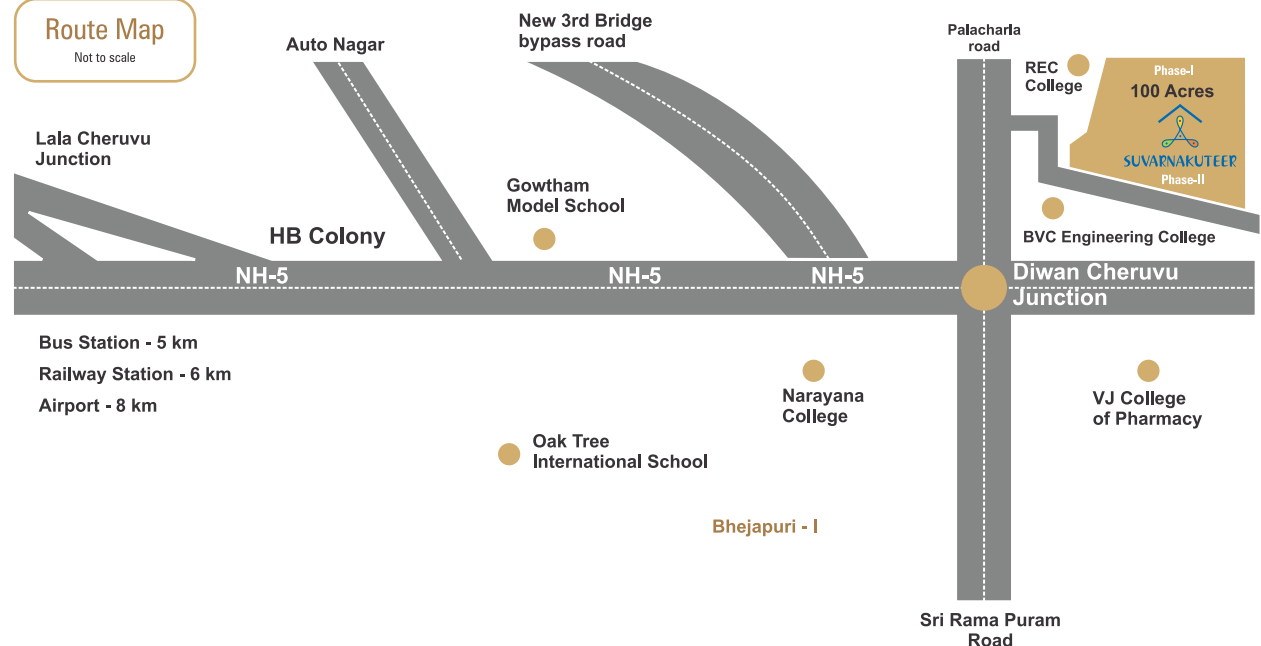 Route Map
Not to scale
Auto Nagar
New 3rd Bridge
bypass road
Palacharla
road
REC
College
Phase-I
100 Acres
SUVARNAKUTEER
Phase-II
Lala Cheruvu
Junction
Gowtham
Model School
HB Colony
BVC Engineering College
NH-5
NH-5
NH-5
Diwan Cheruvu
Junction
Bus Station - 5 km
Railway Station - 6 km
Airport - 8 km
Narayana
College
VJ College
of Pharmacy
Oak Tree
International School
Bhejapuri - I
Sri Rama Puram
Road